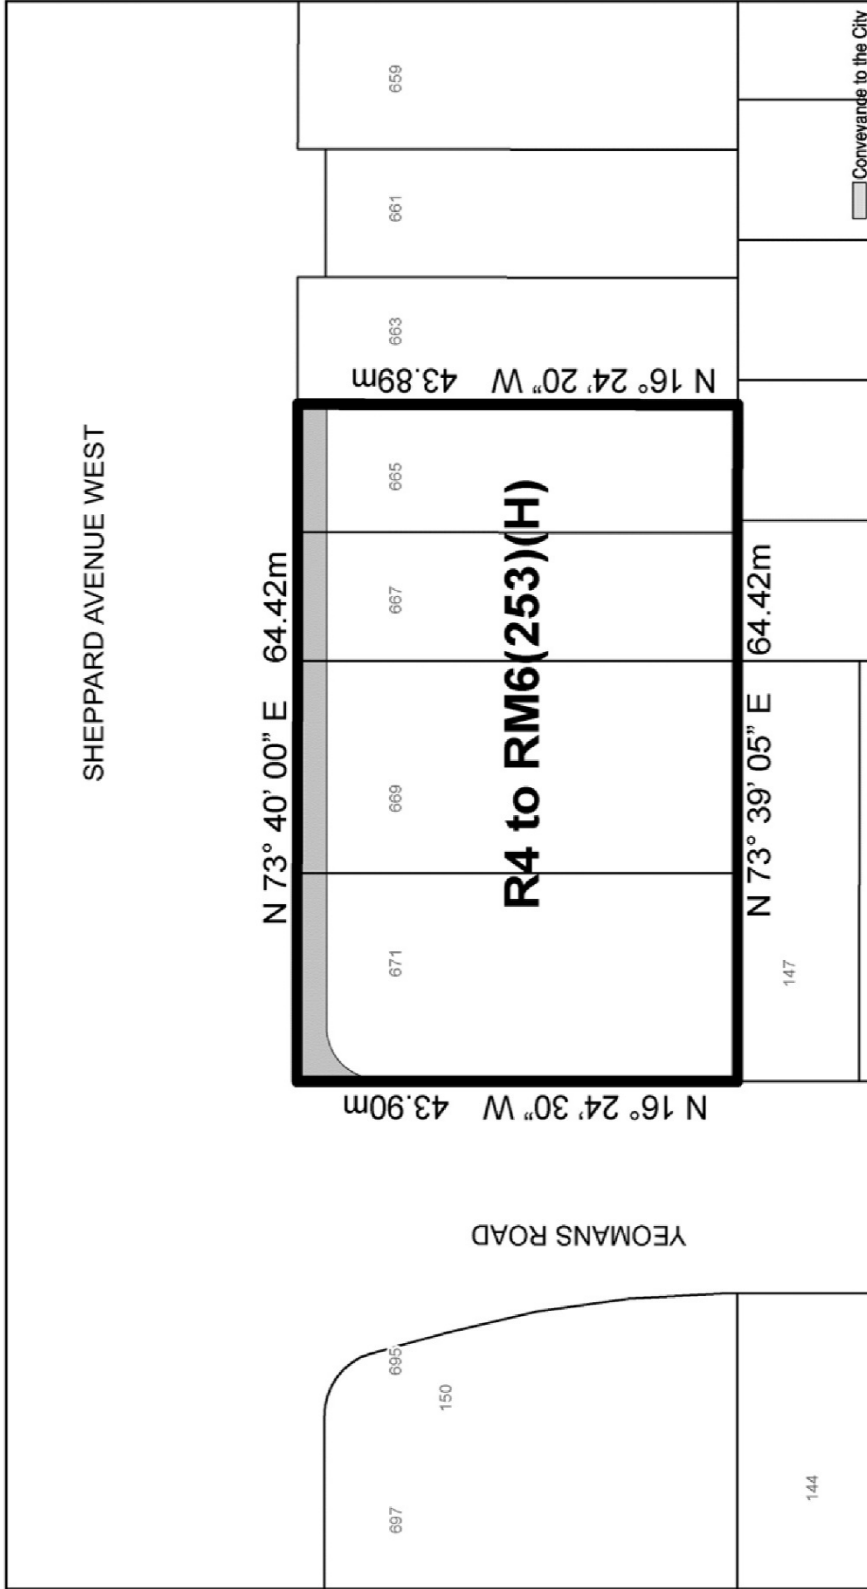 SHEPPARD AVENUE WEST
N 73° 40' 00" E 64.42m
697
695
150
671
669
667
665
663
661
659
N 16° 24' 30" W 43.90m
N 16° 24' 20" W 43.89m
R4 to RM6(253)(H)
YEOMANS ROAD
N 73° 39' 05" E 64.42m
144
147
Conveyance to the City